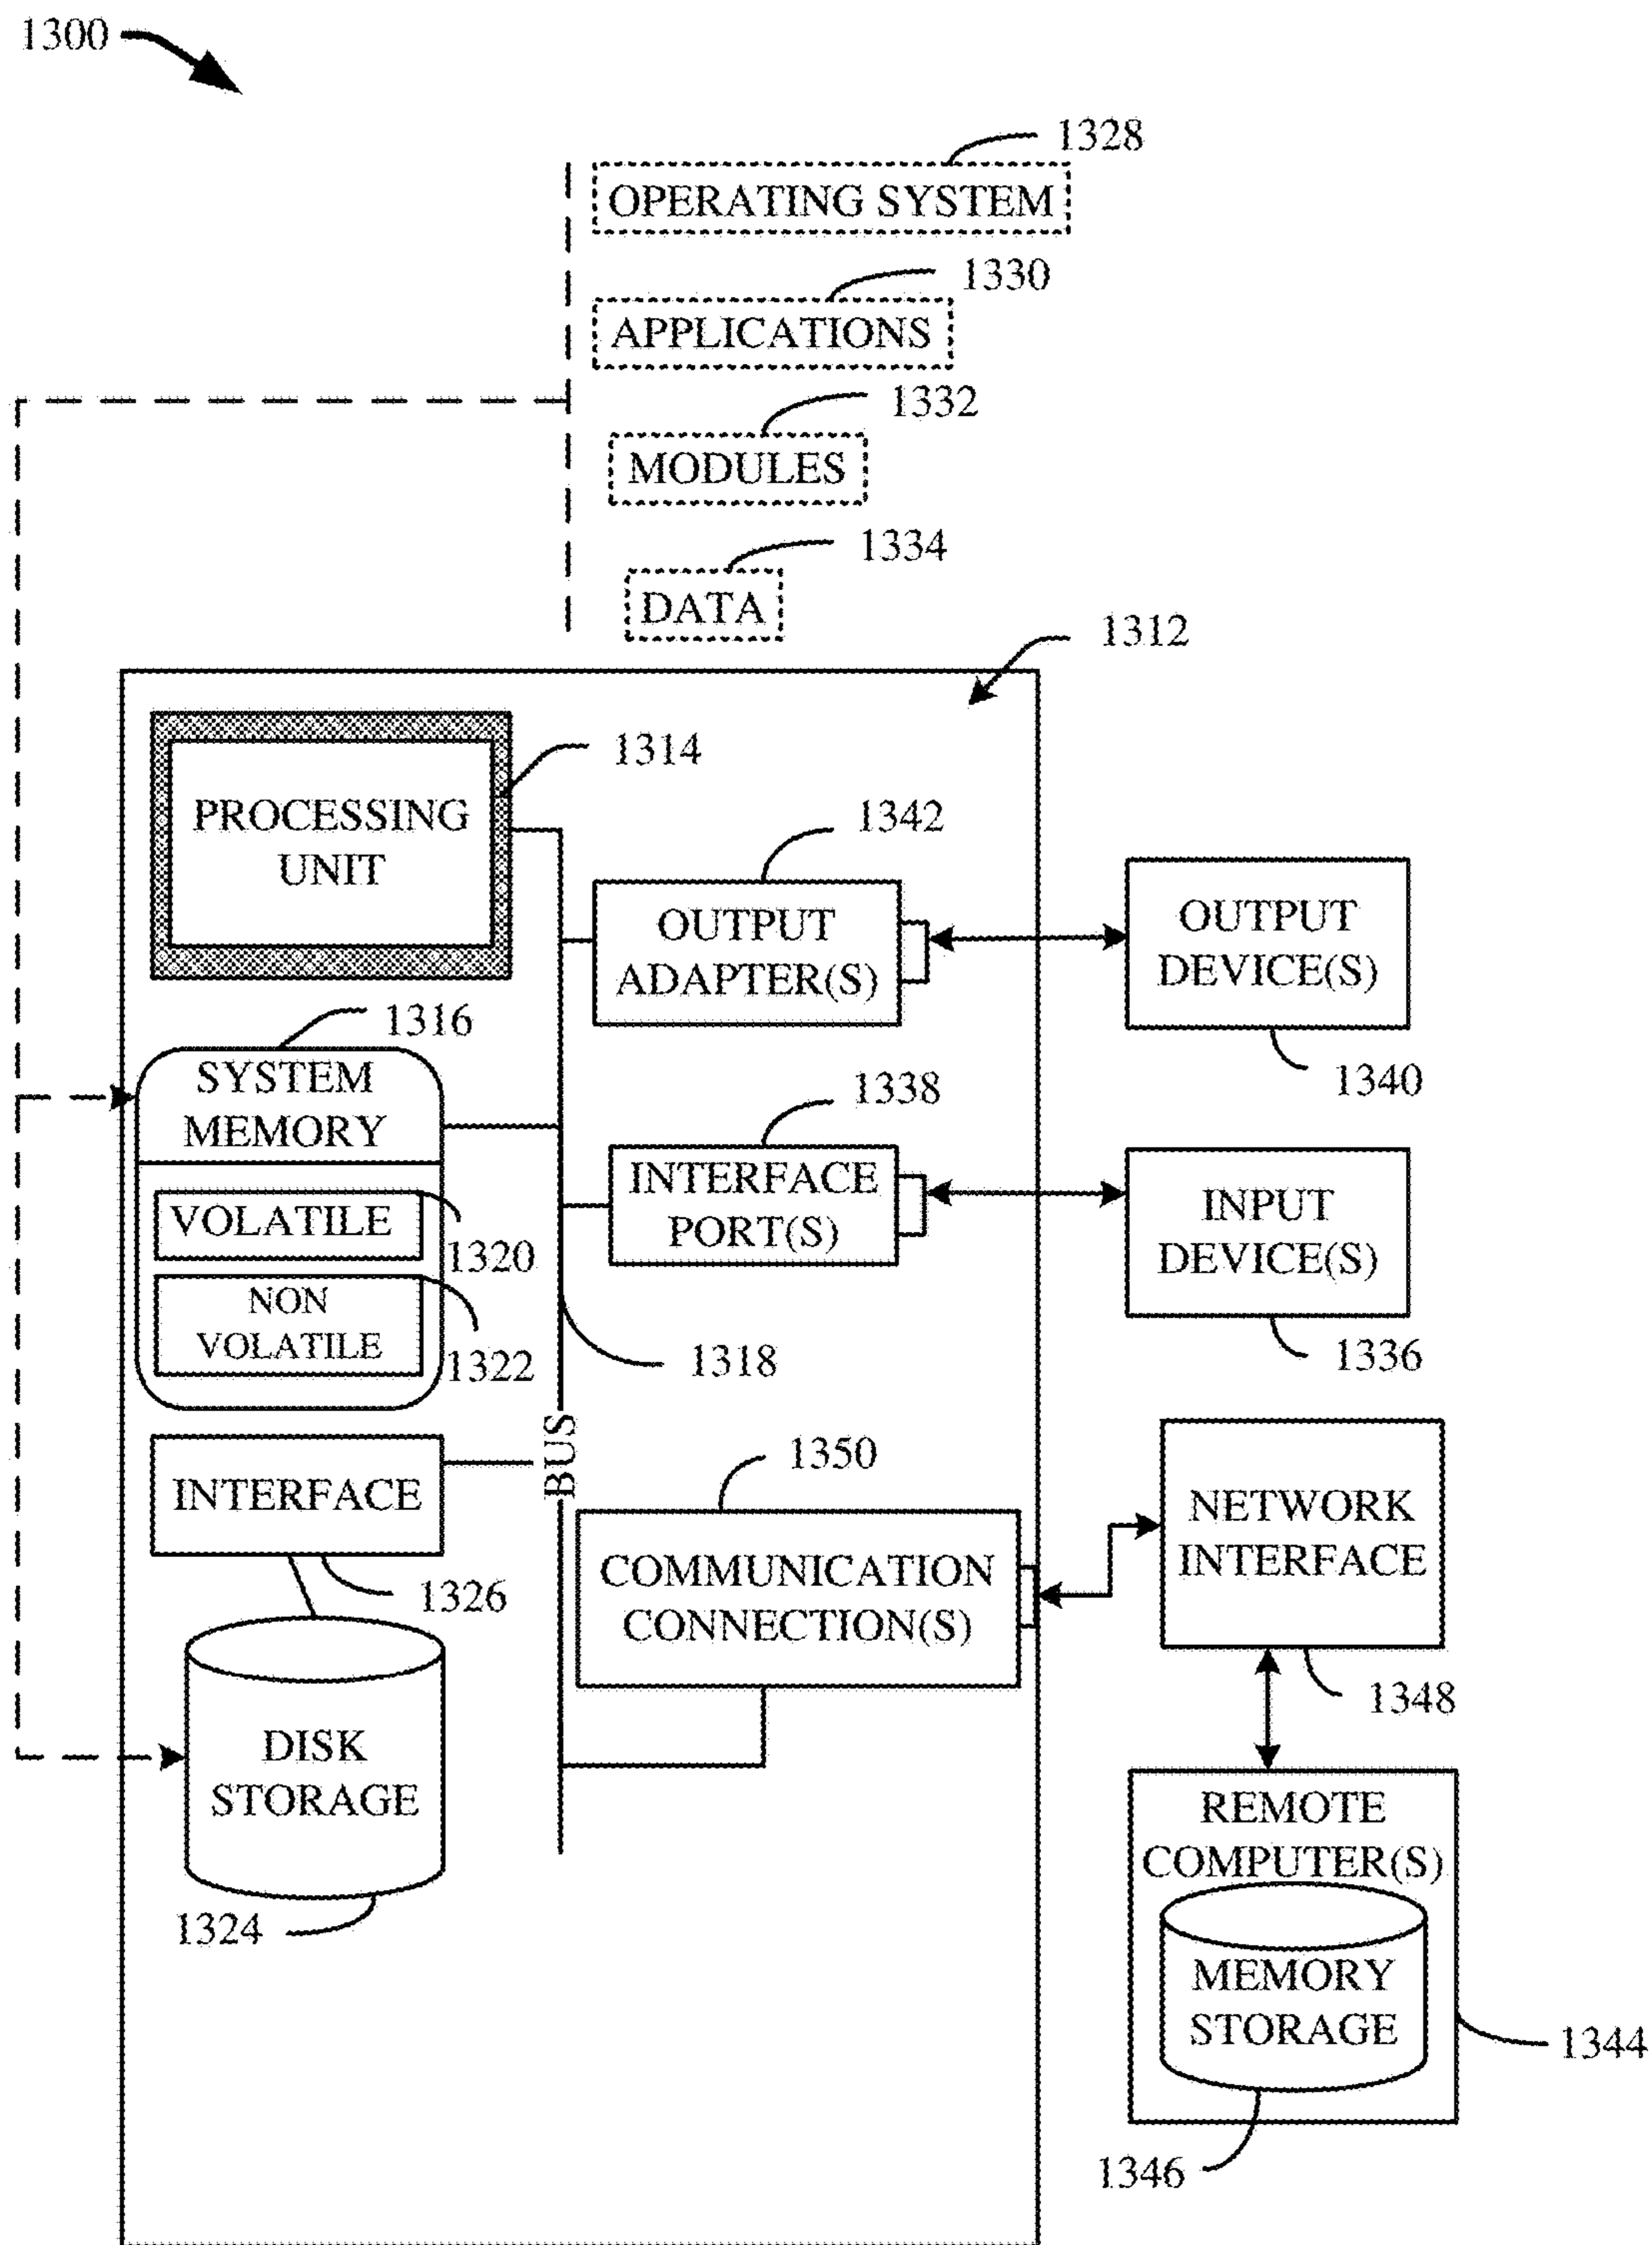 1300
1328
OPERATING SYSTEM
1330
APPLICATIONS
1332
MODULES
1334
DATA
1312
1314
PROCESSING
UNIT
1342
OUTPUT
ADAPTER(S)
OUTPUT
DEVICE(S)
1340
1316
SYSTEM
MEMORY
1338
INTERFACE
PORT(S)
INPUT
DEVICE(S)
1336
VOLATILE
1320
NON
VOLATILE
1322
1318
BUS
1350
INTERFACE
1326
COMMUNICATION
CONNECTION(S)
NETWORK
INTERFACE
1348
DISK
STORAGE
1324
REMOTE
COMPUTER(S)
MEMORY
STORAGE
1344
1346